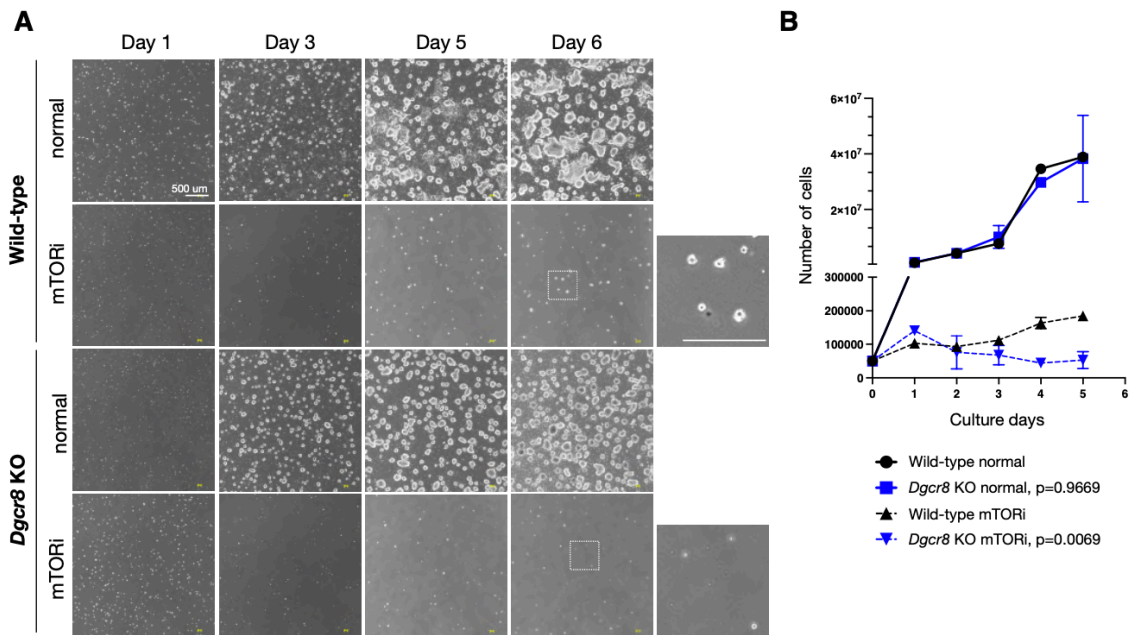 A
Day 1
Day 3
Day 5
Day 6
Wild-type
normal
500 um
mTORi
Dgcr8 KO
normal
mTORi
B
Number of cells
6×10⁷
4×10⁷
2×10⁷
300000
200000
100000
0
0 1 2 3 4 5 6
Culture days
Wild-type normal
Dgcr8 KO normal, p=0.9669
Wild-type mTORi
Dgcr8 KO mTORi, p=0.0069